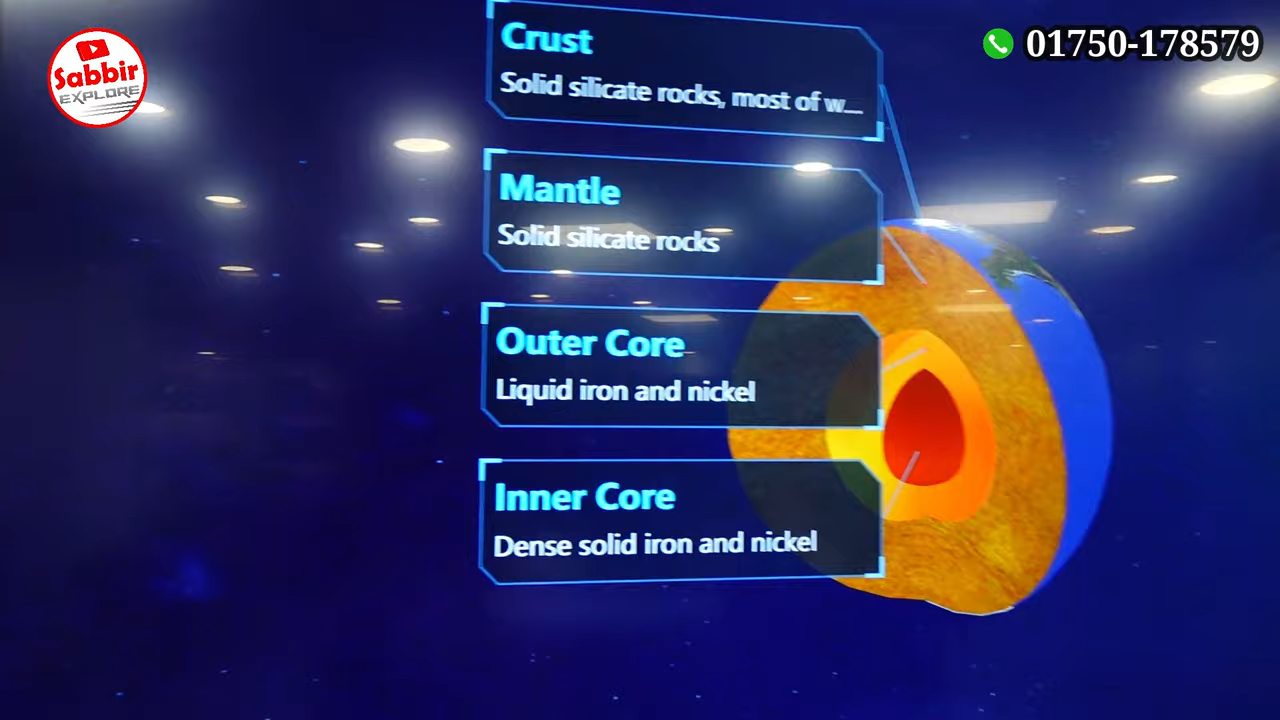 Sabbir
EXPLORE
01750-178579
Crust
Solid silicate rocks, most of w...
Mantle
Solid silicate rocks
Outer Core
Liquid iron and nickel
Inner Core
Dense solid iron and nickel